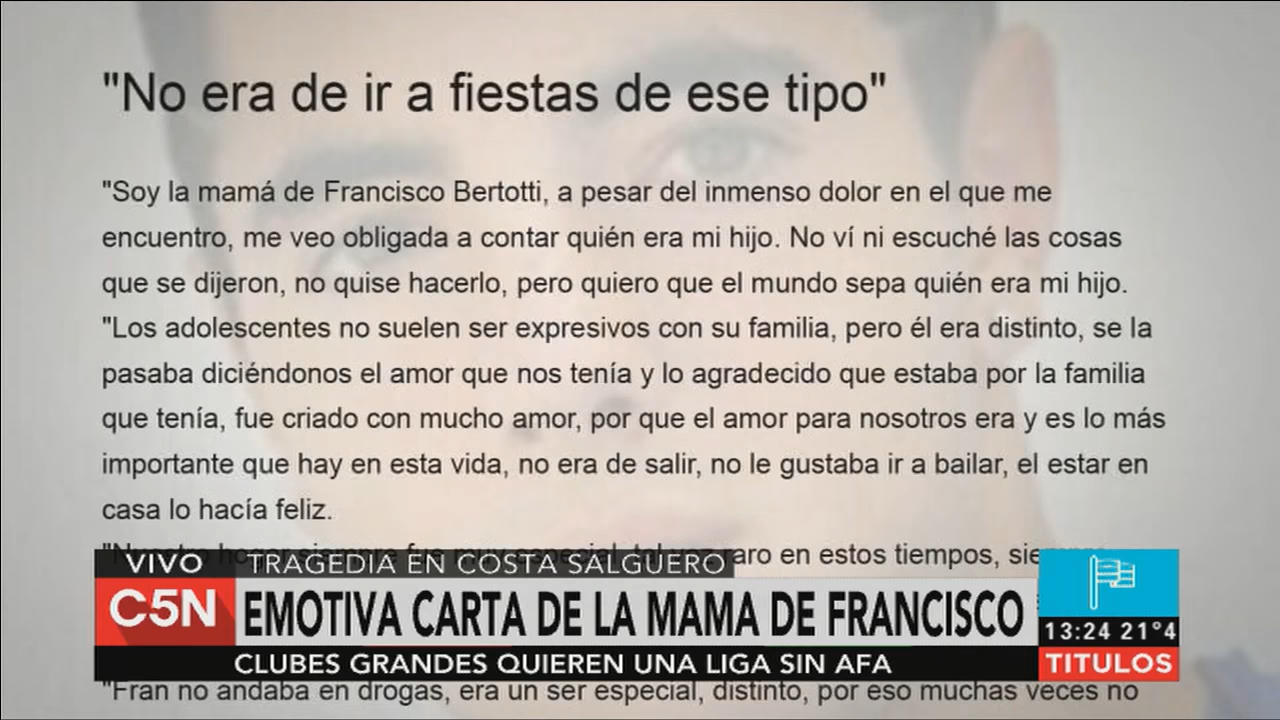 "No era de ir a fiestas de ese tipo"
"Soy la mamá de Francisco Bertotti, a pesar del inmenso dolor en el que me
encuentro, me veo obligada a contar quién era mi hijo. No ví ni escuché las cosas
que se dijeron, no quise hacerlo, pero quiero que el mundo sepa quién era mi hijo.
"Los adolescentes no suelen ser expresivos con su familia, pero él era distinto, se la
pasaba diciéndonos el amor que nos tenía y lo agradecido que estaba por la familia
que tenía, fue criado con mucho amor, por que el amor para nosotros era y es lo más
importante que hay en esta vida, no era de salir, no le gustaba ir a bailar, el estar en
casa lo hacía feliz.
raro en estos tiempos,
VIVO TRAGEDIA EN COSTA SALGUERO
C5N EMOTIVA CARTA DE LA MAMA DE FRANCISCO
13:24 21°4
CLUBES GRANDES QUIEREN UNA LIGA SIN AFA
TITULOS
"Fran no andaba en drogas, era un ser especial, distinto, por eso muchas veces no